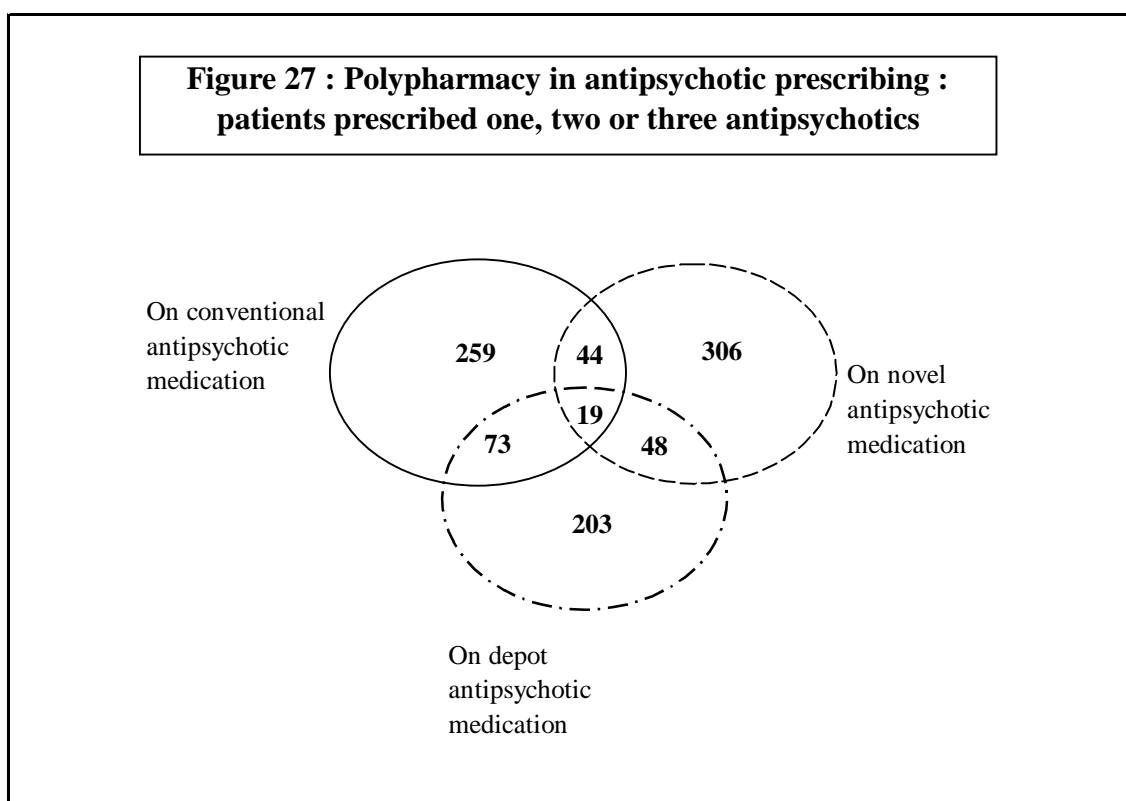 Figure 27 : Polypharmacy in antipsychotic prescribing :
patients prescribed one, two or three antipsychotics
On conventional
antipsychotic
medication
259
44
306
On novel
antipsychotic
medication
19
73
48
203
On depot
antipsychotic
medication